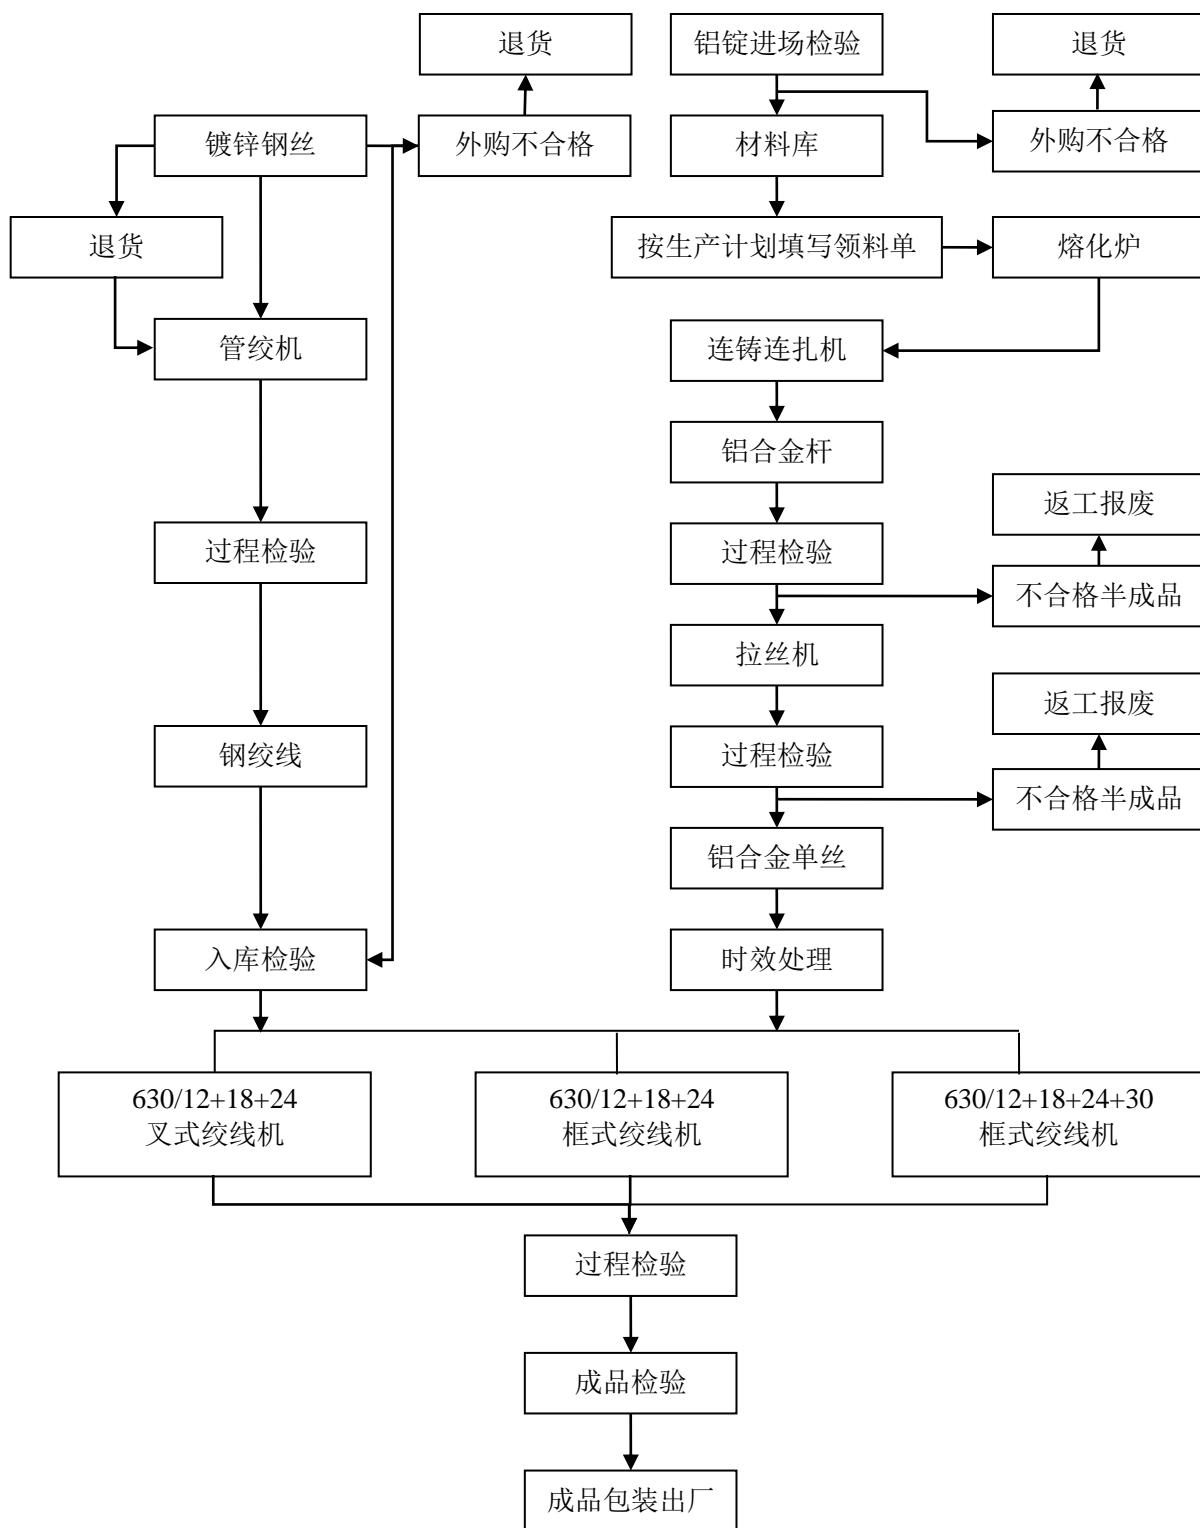 退货
铝锭进场检验
退货
镀锌钢丝
外购不合格
材料库
外购不合格
退货
按生产计划填写领料单
熔化炉
管绞机
连铸连扎机
铝合金杆
返工报废
过程检验
过程检验
不合格半成品
拉丝机
返工报废
钢绞线
过程检验
不合格半成品
铝合金单丝
入库检验
时效处理
630/12+18+24
叉式绞线机
630/12+18+24
框式绞线机
630/12+18+24+30
框式绞线机
过程检验
成品检验
成品包装出厂